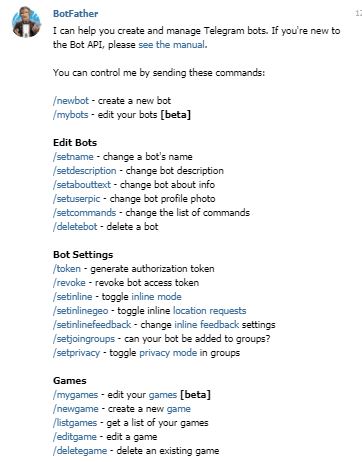 BotFather
I can help you create and manage Telegram bots. If you're new to
the Bot API, please see the manual.
You can control me by sending these commands:
/newbot - create a new bot
/mybots - edit your bots [beta]
Edit Bots
/setname - change a bot's name
/setdescription - change bot description
/setabouttext - change bot about info
/setuserpic - change bot profile photo
/setcommands - change the list of commands
/deletebot - delete a bot
Bot Settings
/token - generate authorization token
/revoke - revoke bot access token
/setinline - toggle inline mode
/setinlinegeo - toggle inline location requests
/setinlinefeedback - change inline feedback settings
/setjoingroups - can your bot be added to groups?
/setprivacy - toggle privacy mode in groups
Games
/mygames - edit your games [beta]
/newgame - create a new game
/listgames - get a list of your games
/editgame - edit a game
/deletegame - delete an existing game